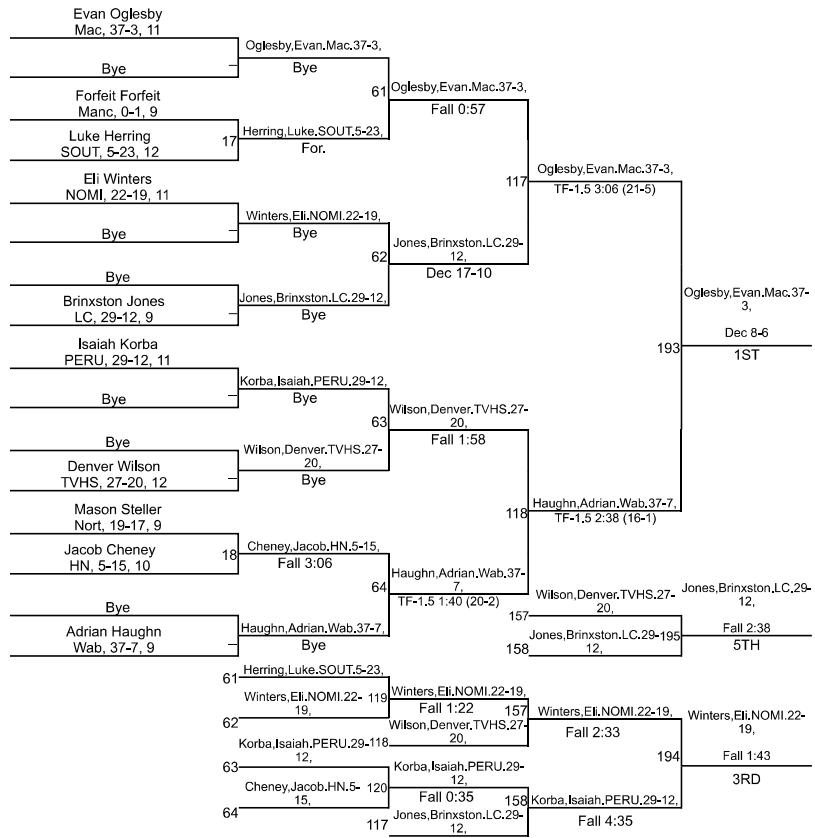 Evan Oglesby
Mac, 37-3, 11
Oglesby,Evan.Mac.37-3,
Bye
Bye
61
Oglesby,Evan.Mac.37-3,
Fall 0:57
Forfeit Forfeit
Manc, 0-1, 9
17
Herring,Luke.SOUT.5-23,
For.
Luke Herring
SOUT, 5-23, 12
117
Oglesby,Evan.Mac.37-3,
TF-1.5 3:06 (21-5)
Eli Winters
NOMI, 22-19, 11
Winters,Eli.NOMI.22-19,
Bye
Bye
62
Jones,Brinxston.LC.29-
12,
Dec 17-10
Bye
Jones,Brinxston.LC.29-12,
Bye
Brinxston Jones
LC, 29-12, 9
193
Oglesby,Evan.Mac.37-
3,
Dec 8-6
1ST
Isaiah Korba
PERU, 29-12, 11
Korba,Isaiah.PERU.29-12,
Bye
Bye
63
Wilson,Denver.TVHS.27-
20,
Fall 1:58
Bye
Wilson,Denver.TVHS.27-
20,
Bye
Denver Wilson
TVHS, 27-20, 12
118
Haughn,Adrian.Wab.37-7,
TF-1.5 2:38 (16-1)
Mason Steller
Nort, 19-17, 9
18
Cheney,Jacob.HN.5-15,
Fall 3:06
Jacob Cheney
HN, 5-15, 10
64
Haughn,Adrian.Wab.37-
7,
TF-1.5 1:40 (20-2)
Bye
Haughn,Adrian.Wab.37-7,
Bye
Adrian Haughn
Wab, 37-7, 9
157
Wilson,Denver.TVHS.27-
20,
158
Jones,Brinxston.LC.29-
12,
195
Jones,Brinxston.LC.29-
12,
Fall 2:38
5TH
61
Herring,Luke.SOUT.5-23,
62
Winters,Eli.NOMI.22-
19,
119
Winters,Eli.NOMI.22-19,
Fall 1:22
118
Wilson,Denver.TVHS.27-
20,
157
Winters,Eli.NOMI.22-19,
Fall 2:33
63
Korba,Isaiah.PERU.29-
12,
64
Cheney,Jacob.HN.5-
15,
120
Korba,Isaiah.PERU.29-
12,
Fall 0:35
117
Jones,Brinxston.LC.29-
12,
158
Korba,Isaiah.PERU.29-12,
Fall 4:35
194
Winters,Eli.NOMI.22-
19,
Fall 1:43
3RD